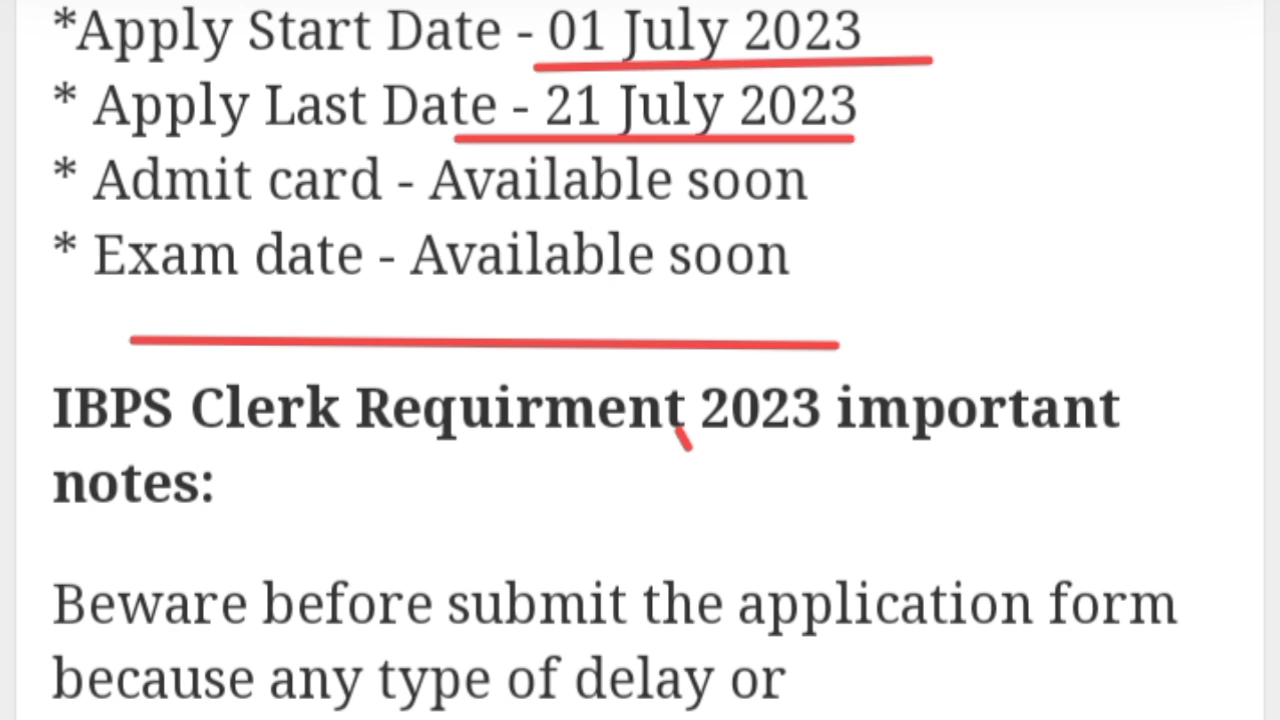 *Apply Start Date - 01 July 2023
* Apply Last Date - 21 July 2023
* Admit card - Available soon
* Exam date - Available soon
IBPS Clerk Requirment 2023 important
notes:
Beware before submit the application form
because any type of delay or